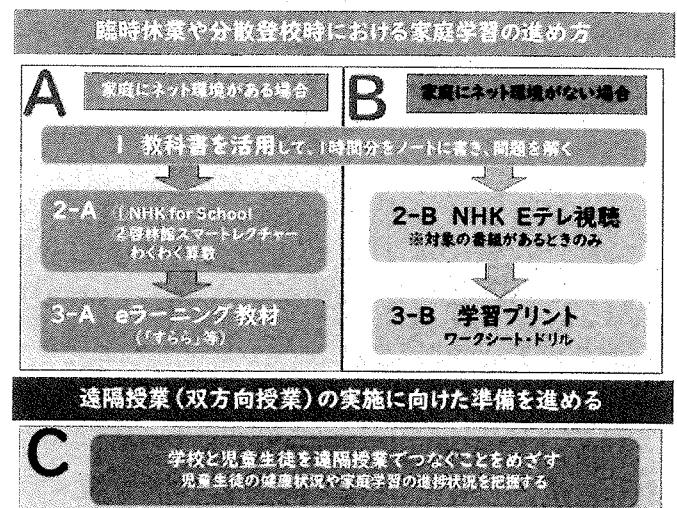 臨時休業や分散登校時における家庭学習の進め方
A
家庭にネット環境がある場合
B
家庭にネット環境がない場合
1 教科書を活用して、1時間分をノートに書き、問題を解く
2-A 1 NHK for School
2 啓林館スマートレクチャー
わくわく算数
2-B NHK Eテレ視聴
※対象の番組があるときのみ
3-A eラーニング教材
(「すらら」等)
3-B 学習プリント
ワークシート・ドリル
遠隔授業(双方向授業)の実施に向けた準備を進める
C
学校と児童生徒を遠隔授業でつなぐことをめざす
児童生徒の健康状況や家庭学習の進捗状況を把握する